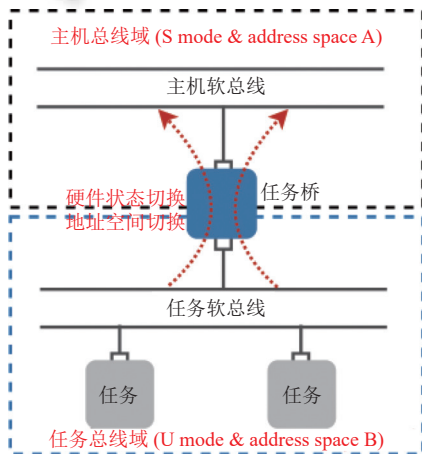 主机总线域 (S mode & address space A)
主机软总线
硬件状态切换
任务桥
地址空间切换
任务软总线
任务
任务
任务总线域 (U mode & address space B)